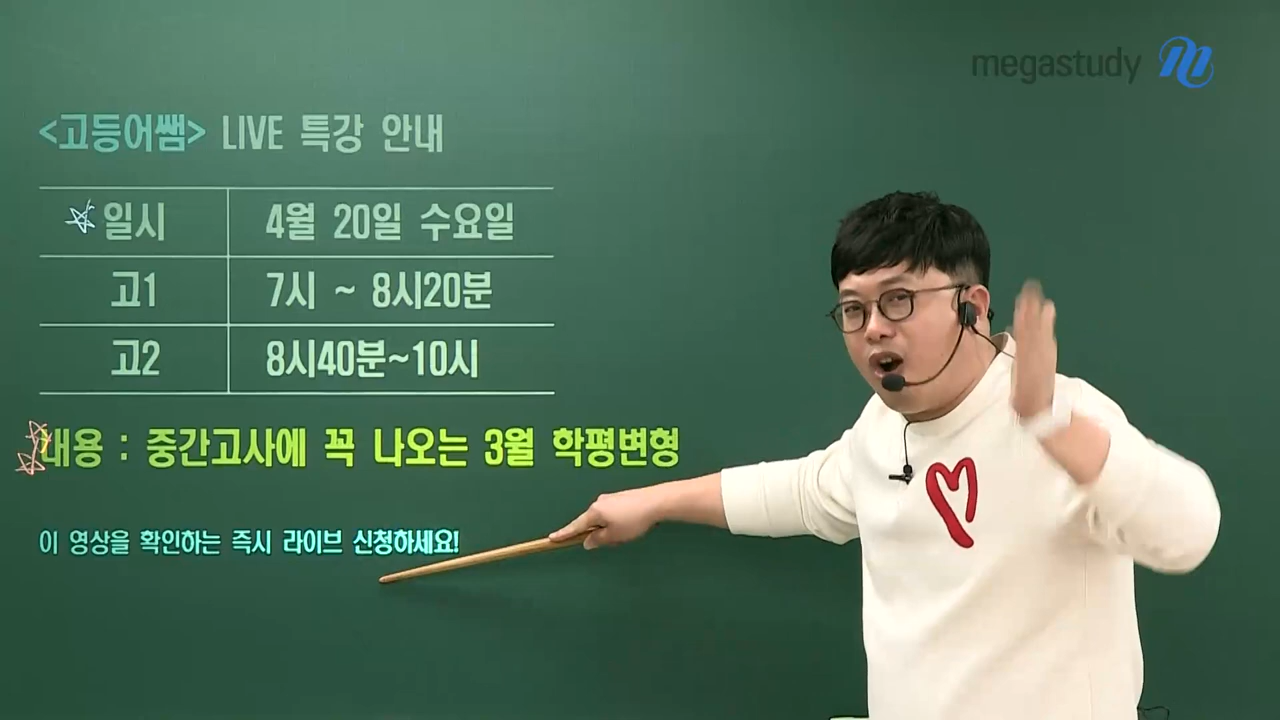 megastudy
<고등어쌤> LIVE 특강 안내
일시 4월 20일 수요일
고1 7시 ~ 8시20분
고2 8시40분~10시
내용 : 중간고사에 꼭 나오는 3월 학평변형
이 영상을 확인하는 즉시 라이브 신청하세요!